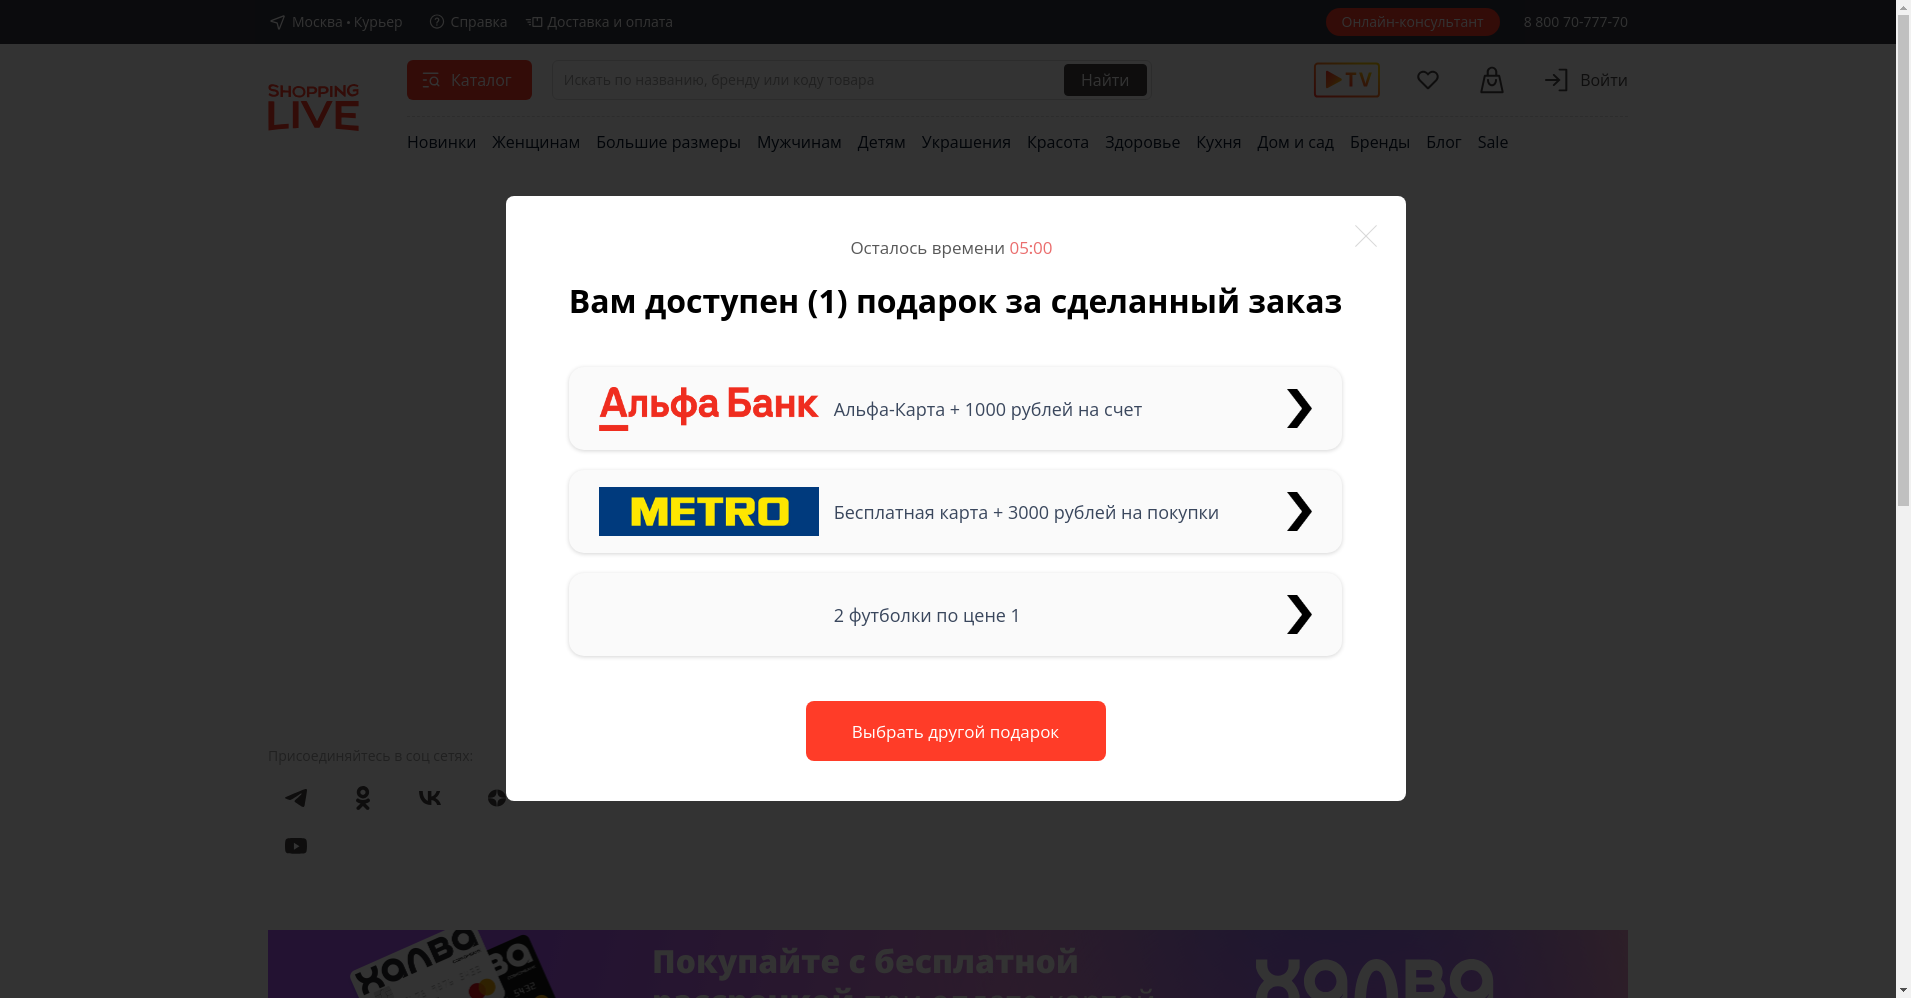 Москва • Курьер Справка Доставка и оплата Онлайн-консультант 8 800 70-777-70
SHOPPING
LIVE
Каталог Искать по названию, бренду или коду товара Найти TV Войти
Новинки Женщинам Большие размеры Мужчинам Детям Украшения Красота Здоровье Кухня Дом и сад Бренды Блог Sale
Осталось времени 05:00
Вам доступен (1) подарок за сделанный заказ
Альфа Банк Альфа-Карта + 1000 рублей на счет
METRO Бесплатная карта + 3000 рублей на покупки
2 футболки по цене 1
Выбрать другой подарок
Присоединяйтесь в соц сетях:
халва
Покупайте с бесплатной
рассрочкой при оплате картой
халва